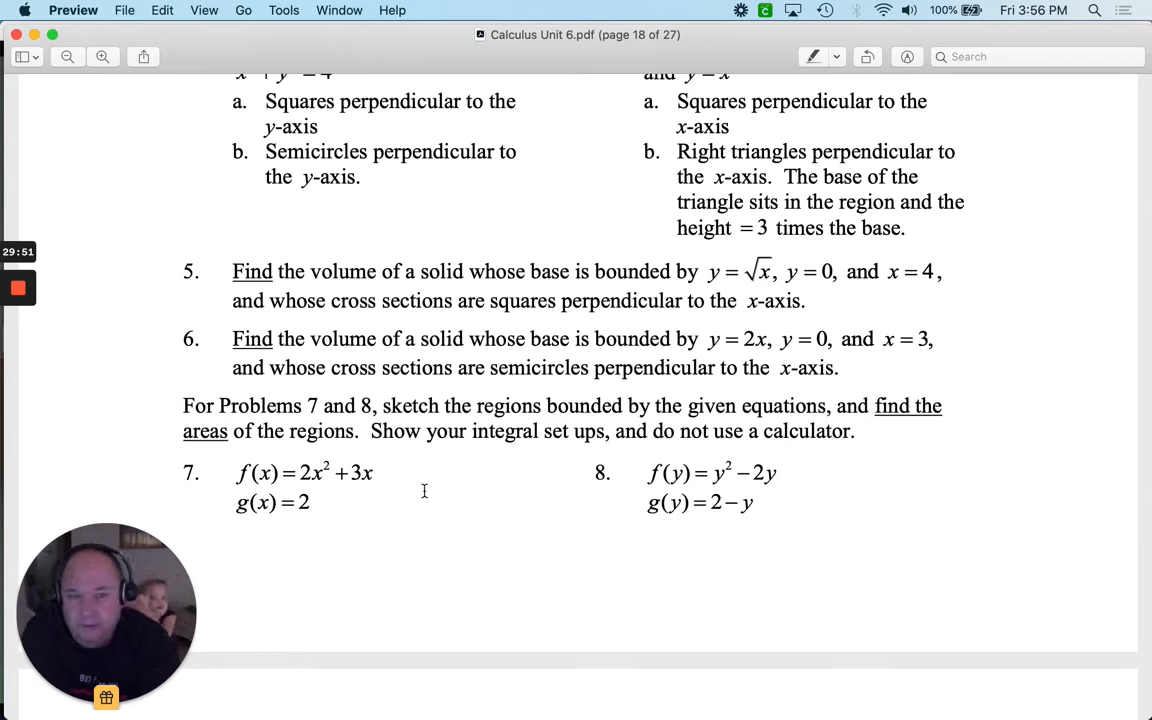 Preview File Edit View Go Tools Window Help 100% Fri 3:56 PM
Calculus Unit 6.pdf (page 18 of 27)
Search
and y = x
a. Squares perpendicular to the
y-axis
b. Semicircles perpendicular to
the y-axis.
a. Squares perpendicular to the
x-axis
b. Right triangles perpendicular to
the x-axis. The base of the
triangle sits in the region and the
height = 3 times the base.
29:51
5. Find the volume of a solid whose base is bounded by y = √x, y = 0, and x = 4,
and whose cross sections are squares perpendicular to the x-axis.
6. Find the volume of a solid whose base is bounded by y = 2x, y = 0, and x = 3,
and whose cross sections are semicircles perpendicular to the x-axis.
For Problems 7 and 8, sketch the regions bounded by the given equations, and find the
areas of the regions. Show your integral set ups, and do not use a calculator.
7. f(x) = 2x² + 3x
g(x) = 2
8. f(y) = y² − 2y
g(y) = 2 − y